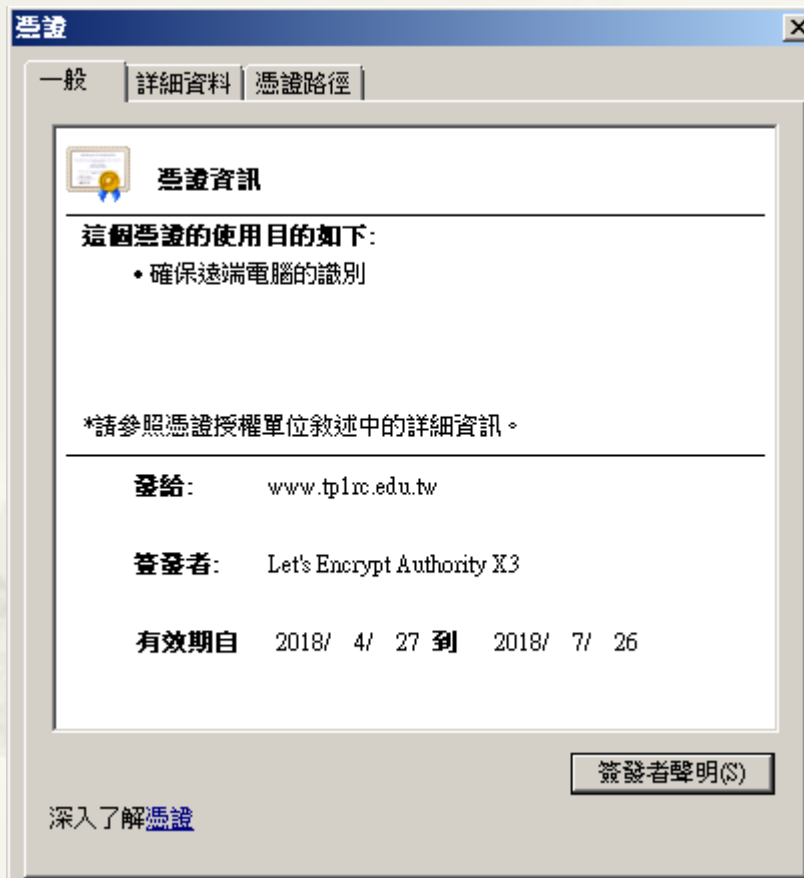 憑證
一般 詳細資料 憑證路徑
憑證資訊
這個憑證的使用目的如下:
• 確保遠端電腦的識別
*請參照憑證授權單位敘述中的詳細資訊。
發給: www.tp1rc.edu.tw
簽發者: Let's Encrypt Authority X3
有效期自 2018/ 4/ 27 到 2018/ 7/ 26
簽發者聲明(S)
深入了解憑證